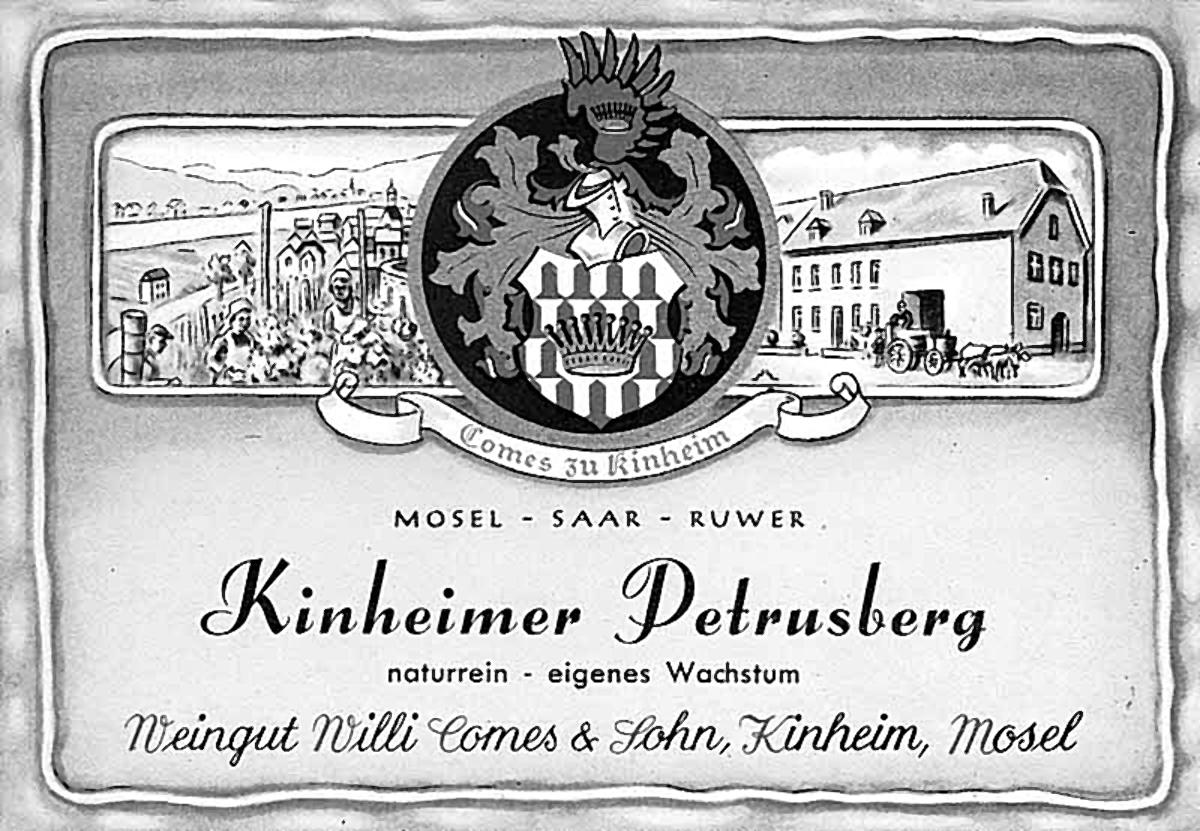 Comes zu Kinheim
MOSEL - SAAR - RUWER
Kinheimer Petrusberg
naturrein - eigenes Wachstum
Weingut Willi Comes & Sohn, Kinheim, Mosel